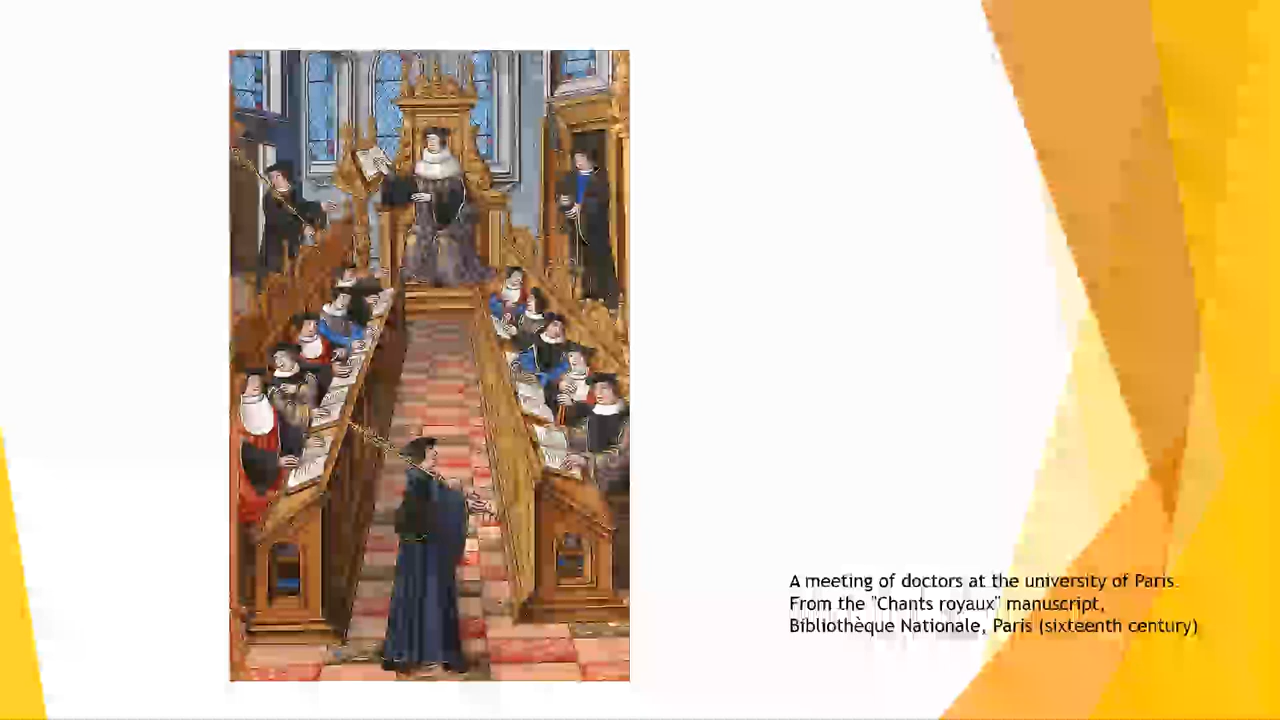 A meeting of doctors at the university of Paris.
From the "Chants royaux" manuscript,
Bibliothèque Nationale, Paris (sixteenth century)